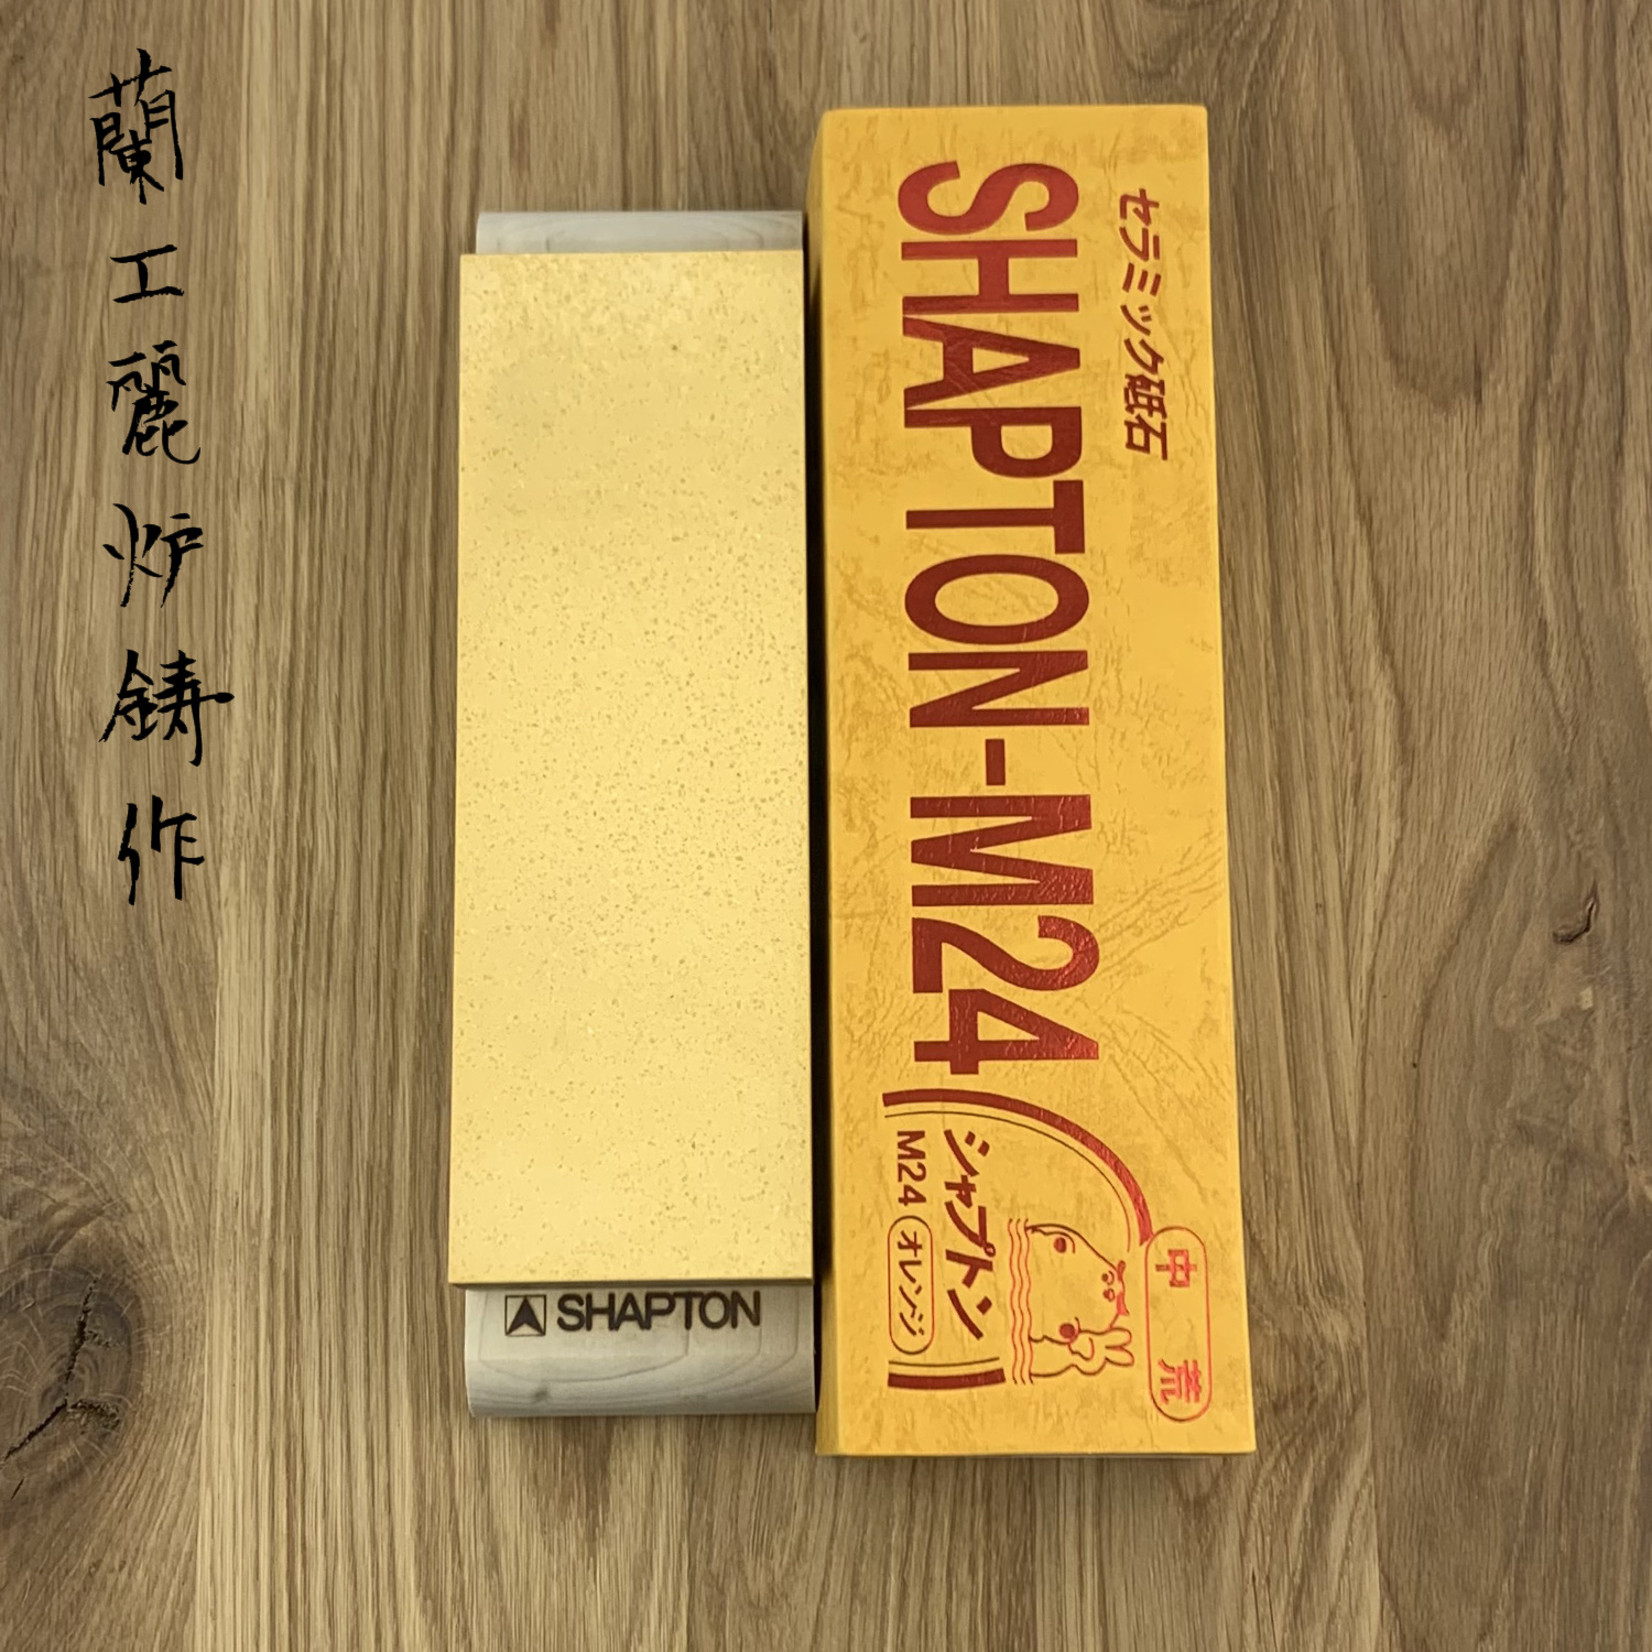 蘭工麗炉鋳作
SHAPTON
セラミック砥石
SHAPTON-M24
シャプトン
M24 オレンジ
中 荒